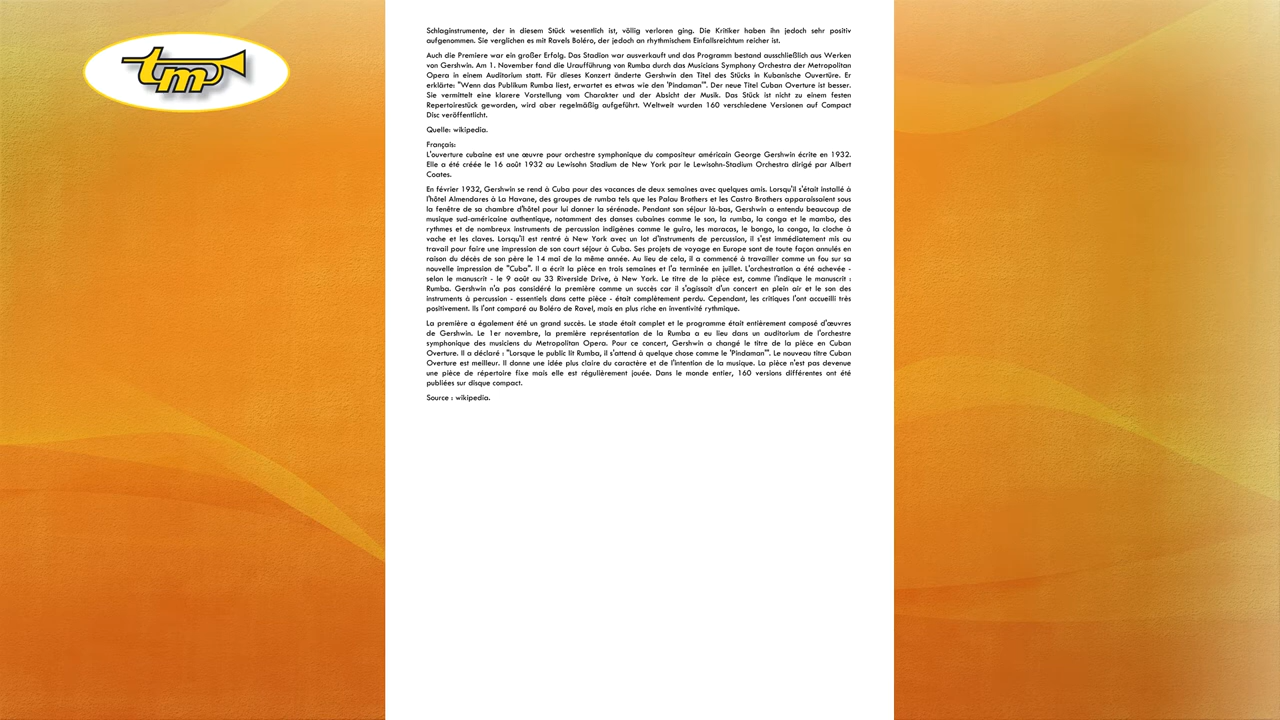 tm
Schlaginstrumente, der in diesem Stück wesentlich ist, völlig verloren ging. Die Kritiker haben ihn jedoch sehr positiv
aufgenommen. Sie verglichen es mit Ravels Boléro, der jedoch an rhythmischem Einfallsreichtum reicher ist.
Auch die Premiere war ein großer Erfolg. Das Stadion war ausverkauft und das Programm bestand ausschließlich aus Werken
von Gershwin. Am 1. November fand die Uraufführung von Rumba durch das Musicians Symphony Orchestra der Metropolitan
Opera in einem Auditorium statt. Für dieses Konzert änderte Gershwin den Titel des Stücks in Kubanische Ouvertüre. Er
erklärte: "Wenn das Publikum Rumba liest, erwartet es etwas wie den 'Pindaman'". Der neue Titel Cuban Overture ist besser.
Sie vermittelt eine klarere Vorstellung vom Charakter und der Absicht der Musik. Das Stück ist nicht zu einem festen
Repertoirestück geworden, wird aber regelmäßig aufgeführt. Weltweit wurden 160 verschiedene Versionen auf Compact
Disc veröffentlicht.
Quelle: wikipedia.
Français:
L'ouverture cubaine est une œuvre pour orchestre symphonique du compositeur américain George Gershwin écrite en 1932.
Elle a été créée le 16 août 1932 au Lewisohn Stadium de New York par le Lewisohn-Stadium Orchestra dirigé par Albert
Coates.
En février 1932, Gershwin se rend à Cuba pour des vacances de deux semaines avec quelques amis. Lorsqu'il s'était installé à
l'hôtel Almendares à La Havane, des groupes de rumba tels que les Palau Brothers et les Castro Brothers apparaissaient sous
la fenêtre de sa chambre d'hôtel pour lui donner la sérénade. Pendant son séjour là-bas, Gershwin a entendu beaucoup de
musique sud-américaine authentique, notamment des danses cubaines comme le son, la rumba, la conga et le mambo, des
rythmes et de nombreux instruments de percussion indigènes comme le guiro, les maracas, le bongo, la conga, la cloche à
vache et les claves. Lorsqu'il est rentré à New York avec un lot d'instruments de percussion, il s'est immédiatement mis au
travail pour faire une impression de son court séjour à Cuba. Ses projets de voyage en Europe sont de toute façon annulés en
raison du décès de son père le 14 mai de la même année. Au lieu de cela, il a commencé à travailler comme un fou sur sa
nouvelle impression de "Cuba". Il a écrit la pièce en trois semaines et l'a terminée en juillet. L'orchestration a été achevée -
selon le manuscrit - le 9 août au 33 Riverside Drive, à New York. Le titre de la pièce est, comme l'indique le manuscrit :
Rumba. Gershwin n'a pas considéré la première comme un succès car il s'agissait d'un concert en plein air et le son des
instruments à percussion - essentiels dans cette pièce - était complètement perdu. Cependant, les critiques l'ont accueilli très
positivement. Ils l'ont comparé au Boléro de Ravel, mais en plus riche en inventivité rythmique.
La première a également été un grand succès. Le stade était complet et le programme était entièrement composé d'œuvres
de Gershwin. Le 1er novembre, la première représentation de la Rumba a eu lieu dans un auditorium de l'orchestre
symphonique des musiciens du Metropolitan Opera. Pour ce concert, Gershwin a changé le titre de la pièce en Cuban
Overture. Il a déclaré : "Lorsque le public lit Rumba, il s'attend à quelque chose comme le 'Pindaman'". Le nouveau titre Cuban
Overture est meilleur. Il donne une idée plus claire du caractère et de l'intention de la musique. La pièce n'est pas devenue
une pièce de répertoire fixe mais elle est régulièrement jouée. Dans le monde entier, 160 versions différentes ont été
publiées sur disque compact.
Source : wikipedia.